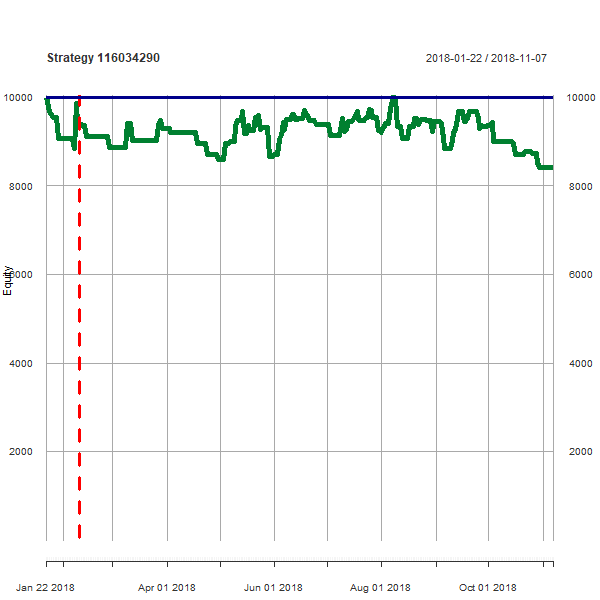 Strategy 116034290
2018-01-22 / 2018-11-07
10000
10000
8000
8000
Equity
6000
6000
4000
4000
2000
2000
Jan 22 2018
Apr 01 2018
Jun 01 2018
Aug 01 2018
Oct 01 2018